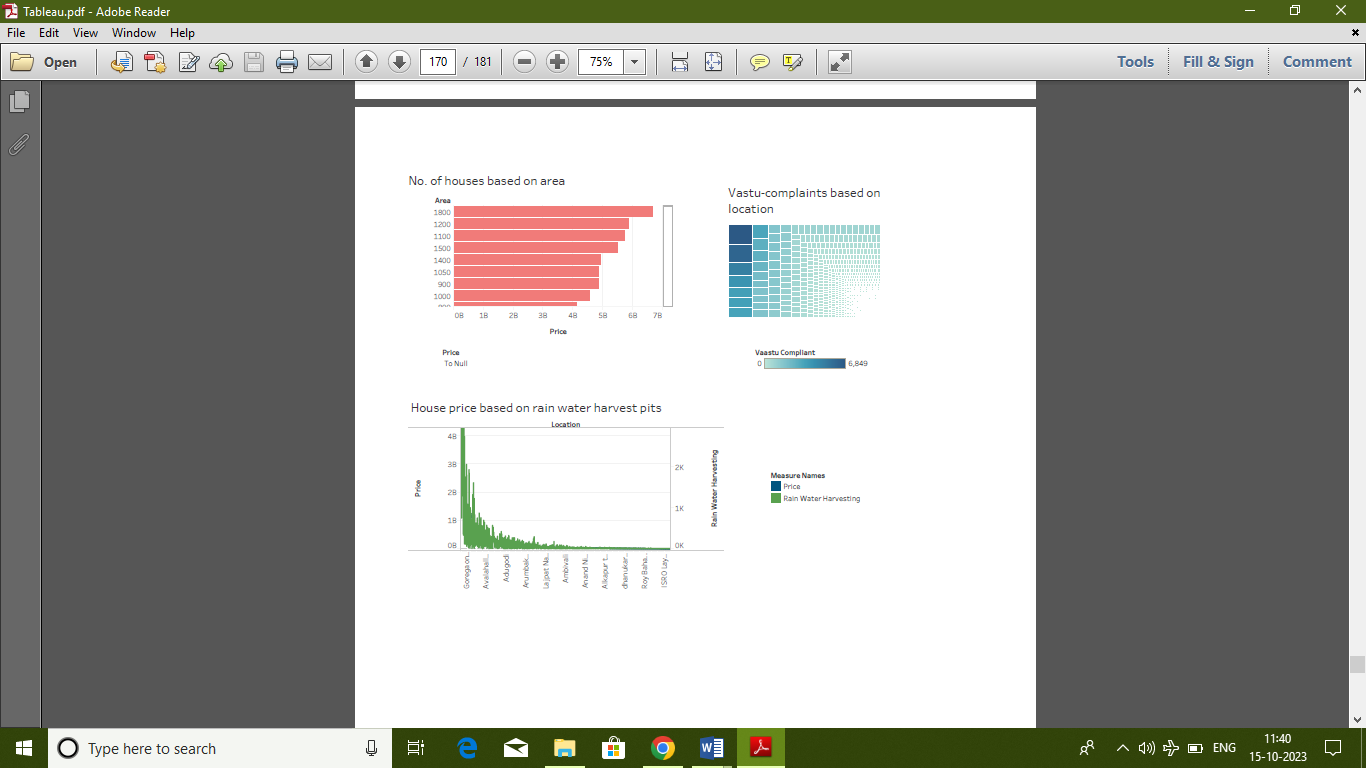 Tableau.pdf - Adobe Reader
File Edit View Window Help
Open 170 / 181 75% Tools Fill & Sign Comment
No. of houses based on area
Area
1800
1200
1100
1500
1400
1050
900
1000
0B 1B 2B 3B 4B 5B 6B 7B
Price
Price
To Null
Vastu-complaints based on
location
Vaastu Compliant
0 6,849
House price based on rain water harvest pits
Location
4B
3B
2B
1B
0B
Price
2K
1K
0K
Rain Water Harvesting
Goregaon..
Avalahall..
Adugodi
Arumbak..
Lajpat Na..
Ambivali
Anand Ni..
Alkapur t..
dhanukar..
Roy Baha..
ISRO Lay..
Measure Names
Price
Rain Water Harvesting
Type here to search
ENG
11:40
15-10-2023